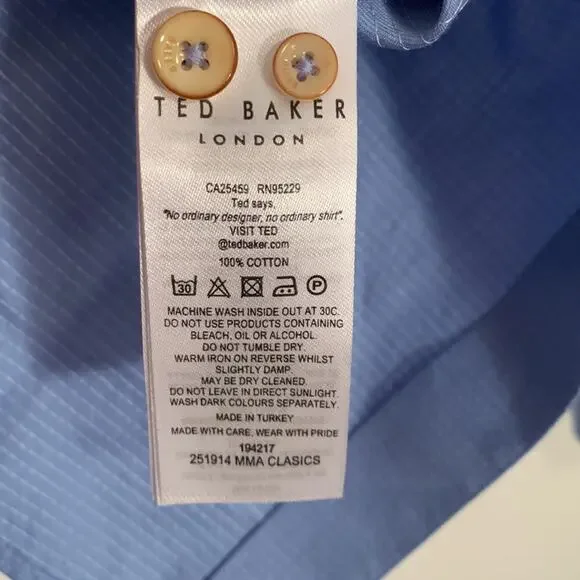 TED BAKER
LONDON
CA25459 RN95229
Ted says,
"No ordinary designer, no ordinary shirt".
VISIT TED
@tedbaker.com
100% COTTON
30 P
MACHINE WASH INSIDE OUT AT 30C.
DO NOT USE PRODUCTS CONTAINING
BLEACH, OIL OR ALCOHOL.
DO NOT TUMBLE DRY.
WARM IRON ON REVERSE WHILST
SLIGHTLY DAMP.
MAY BE DRY CLEANED.
DO NOT LEAVE IN DIRECT SUNLIGHT.
WASH DARK COLOURS SEPARATELY.
MADE IN TURKEY
MADE WITH CARE, WEAR WITH PRIDE
194217
251914 MMA CLASICS